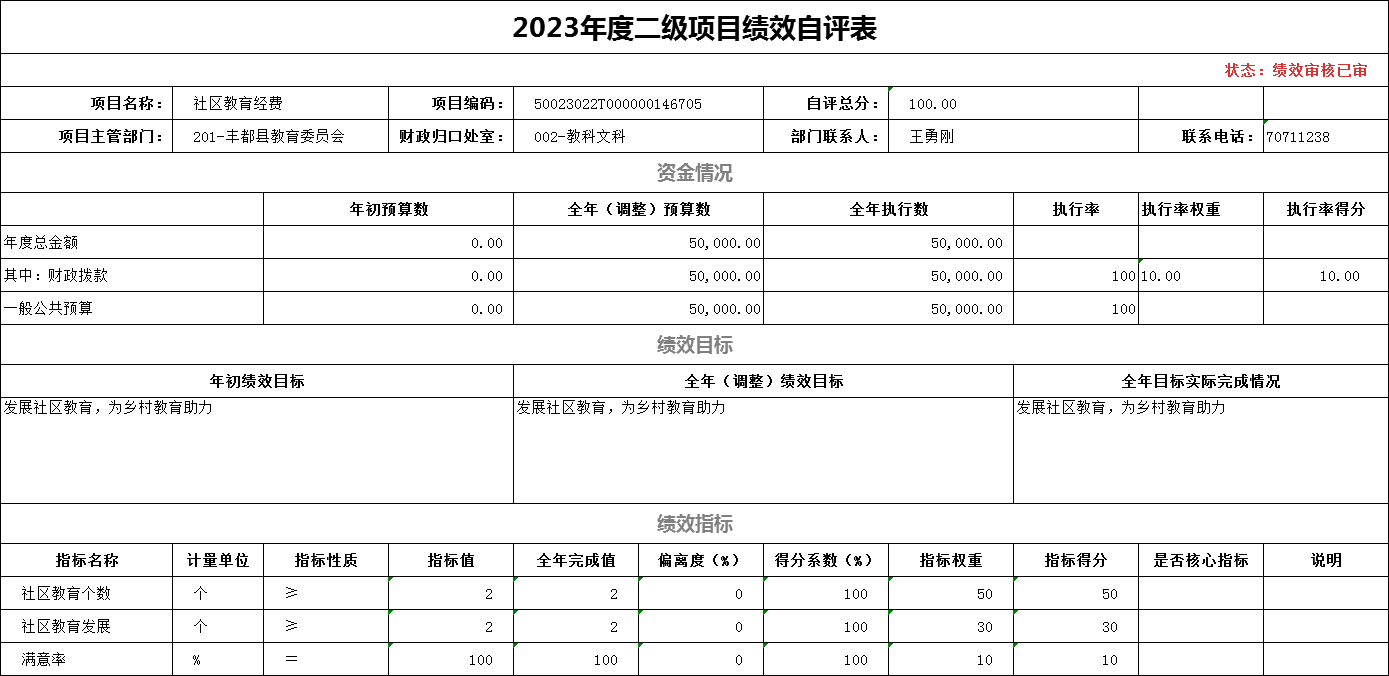 2023年度二级项目绩效自评表
状态：绩效审核已审
项目名称： 社区教育经费 项目编码： 50023022T000000146705 自评总分： 100.00
项目主管部门： 201-丰都县教育委员会 财政归口处室： 002-教科文科 部门联系人： 王勇刚 联系电话： 70711238
资金情况
年初预算数 全年（调整）预算数 全年执行数 执行率 执行率权重 执行率得分
年度总金额 0.00 50,000.00 50,000.00
其中：财政拨款 0.00 50,000.00 50,000.00 100 10.00 10.00
一般公共预算 0.00 50,000.00 50,000.00 100
绩效目标
年初绩效目标 全年（调整）绩效目标 全年目标实际完成情况
发展社区教育，为乡村教育助力 发展社区教育，为乡村教育助力 发展社区教育，为乡村教育助力
绩效指标
指标名称 计量单位 指标性质 指标值 全年完成值 偏离度（%） 得分系数（%） 指标权重 指标得分 是否核心指标 说明
社区教育个数 个 ≥ 2 2 0 100 50 50
社区教育发展 个 ≥ 2 2 0 100 30 30
满意率 % ＝ 100 100 0 100 10 10